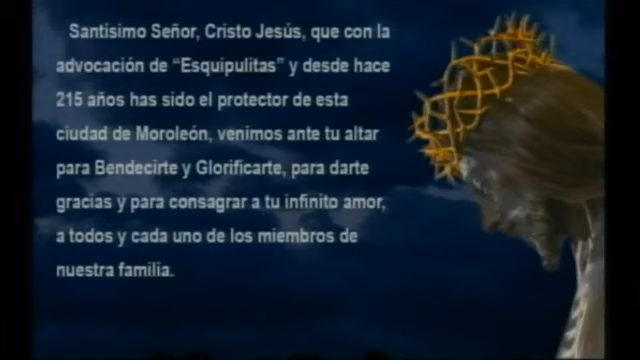 Santísimo Señor, Cristo Jesús, que con la
advocación de “Esquipulitas” y desde hace
215 años has sido el protector de esta
ciudad de Moroleón, venimos ante tu altar
para Bendecirte y Glorificarte, para darte
gracias y para consagrar a tu infinito amor,
a todos y cada uno de los miembros de
nuestra familia.